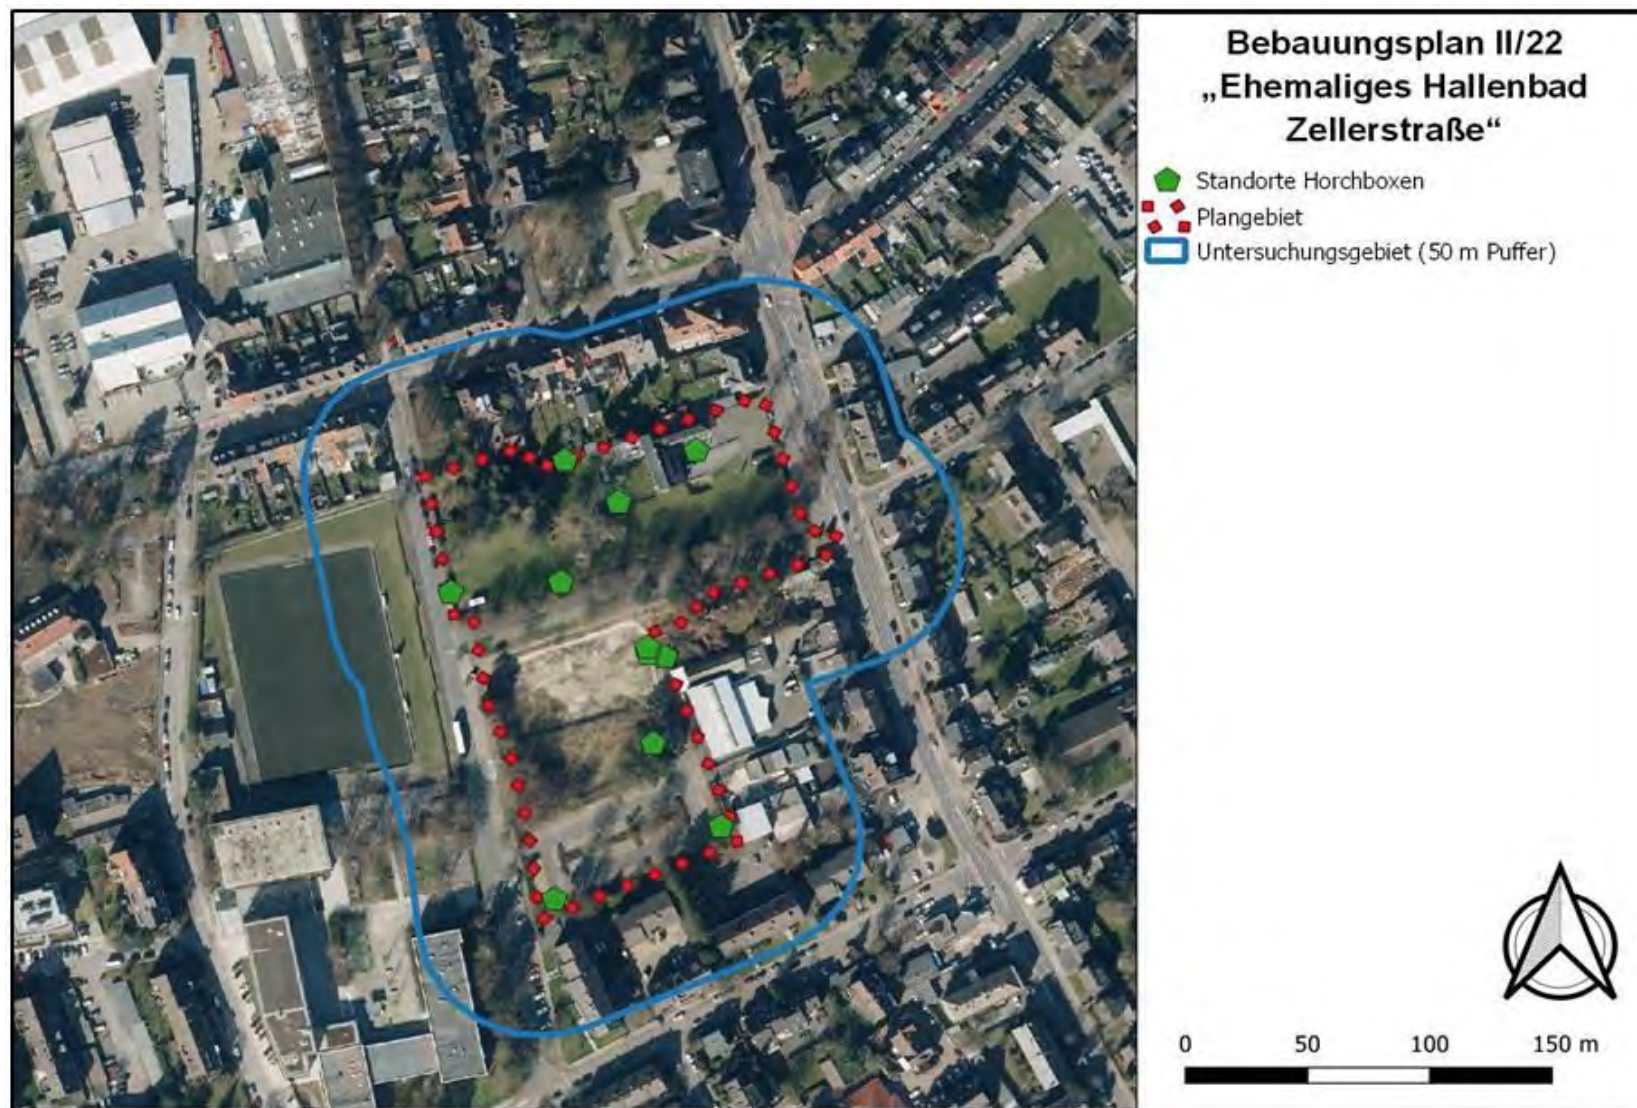 Bebauungsplan II/22
„Ehemaliges Hallenbad
Zellerstraße“
Standorte Horchboxen
Plangebiet
Untersuchungsgebiet (50 m Puffer)
0 50 100 150 m